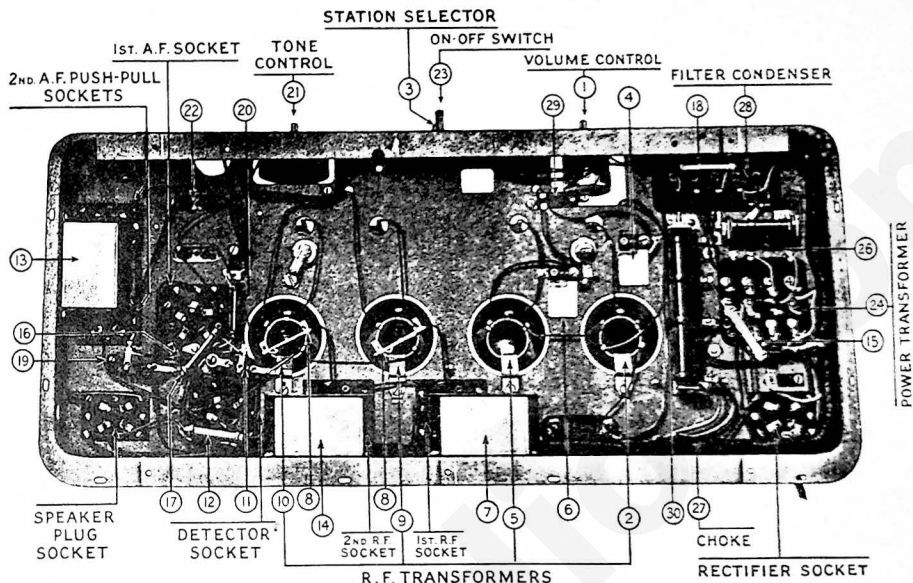 STATION SELECTOR
1ST. A.F. SOCKET
TONE
CONTROL
ON-OFF SWITCH
2ND. A.F. PUSH-PULL
SOCKETS
VOLUME CONTROL
FILTER CONDENSER
20
21
3
23
1
4
18
28
22
29
13
26
24
16
19
15
POWER TRANSFORMER
6
17
12
11
10
8
14
8
9
7
5
2
30
27
SPEAKER
PLUG
SOCKET
DETECTOR
SOCKET
2ND R.F.
SOCKET
1ST. R.F.
SOCKET
CHOKE
RECTIFIER SOCKET
R.F. TRANSFORMERS